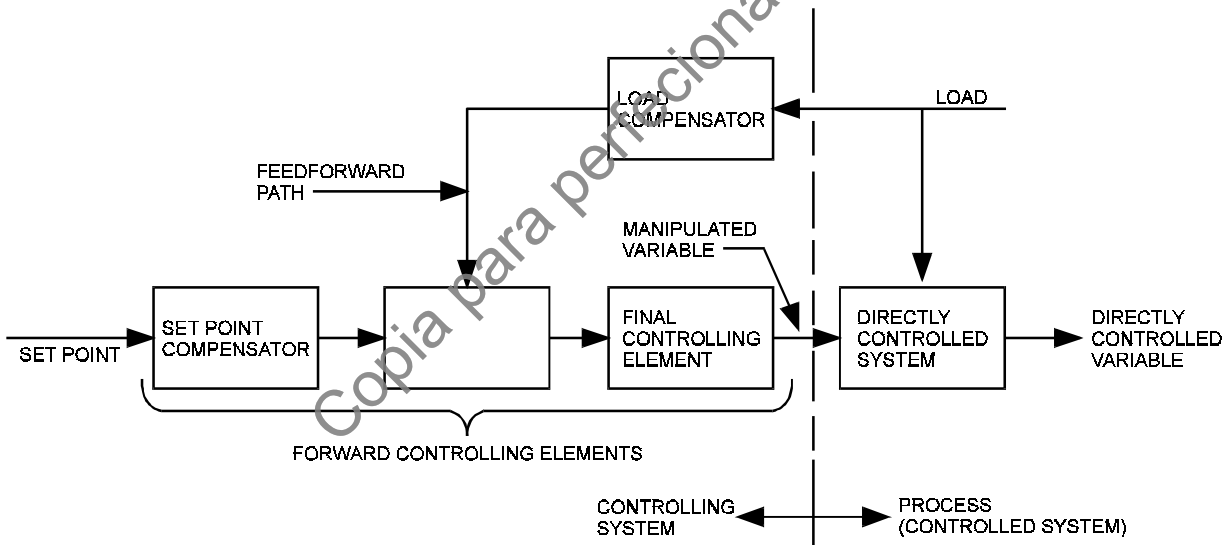 LOAD
COMPENSATOR
LOAD
FEEDFORWARD
PATH
MANIPULATED
VARIABLE
SET POINT
SET POINT
COMPENSATOR
FINAL
CONTROLLING
ELEMENT
DIRECTLY
CONTROLLED
SYSTEM
DIRECTLY
CONTROLLED
VARIABLE
FORWARD CONTROLLING ELEMENTS
CONTROLLING
SYSTEM
PROCESS
(CONTROLLED SYSTEM)
Copia para